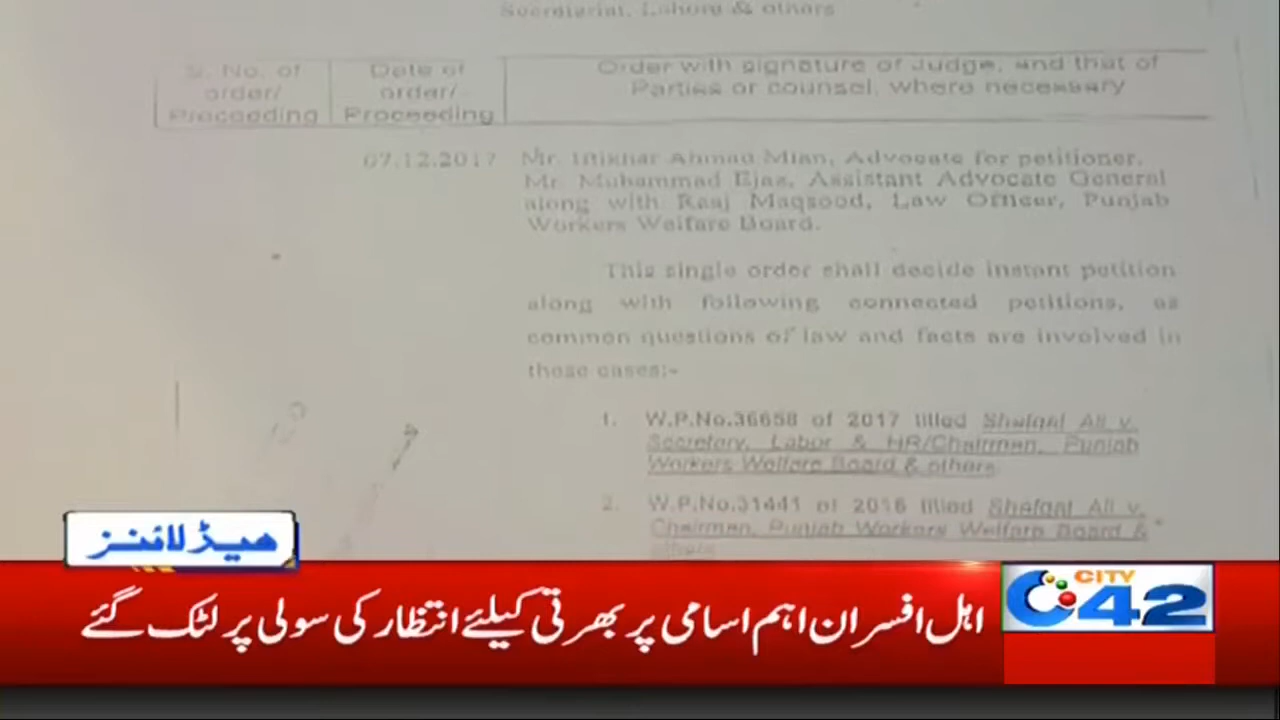 Secretariat, Lahore & others
S. No. of order/ Proceeding
Date of order/ Proceeding
Order with signature of Judge, and that of
Parties or counsel, where necessary
07.12.2017
Mr. Iftikhar Ahmad Mian, Advocate for petitioner.
Mr. Muhammad Ejaz, Assistant Advocate General
along with Raaj Maqsood, Law Officer, Punjab
Workers Welfare Board.
This single order shall decide instant petition
along with following connected petitions, as
common questions of law and facts are involved in
these cases:-
1. W.P.No.36658 of 2017 titled Shafqat Ali v.
Secretary, Labor & HR/Chairman, Punjab
Workers Welfare Board & others
2. W.P.No.31441 of 2016 titled Shafqat Ali v.
Chairman, Punjab Workers Welfare Board &
others
ہیڈلائنز
اہل افسران اہم اسامی پر بھرتی کیلئے انتظار کی سولی پر لٹک گئے
CITY
42